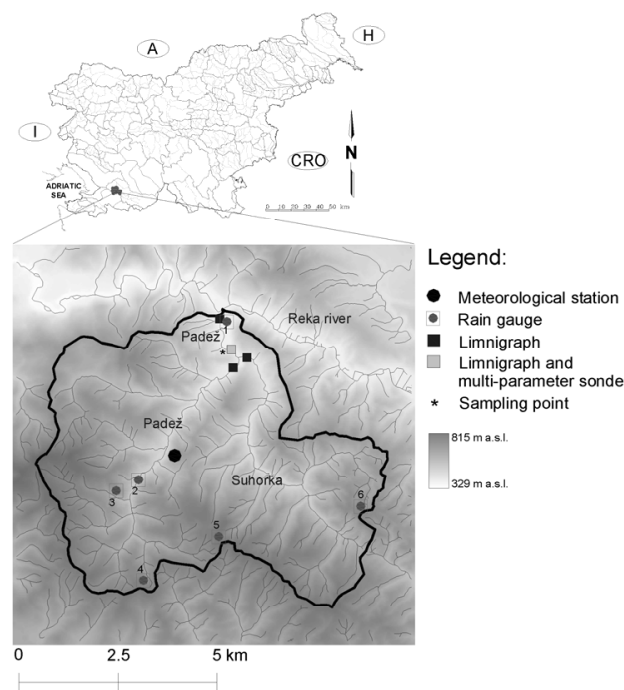 A
H
I
CRO
N
ADRIATIC
SEA
0 10 20 30 40 50 km
Legend:
Meteorological station
Rain gauge
Limnigraph
Limnigraph and
multi-parameter sonde
* Sampling point
815 m a.s.l.
329 m a.s.l.
Reka river
1
Padež
*
Padež
Suhorka
2
3
6
5
4
0 2.5 5 km